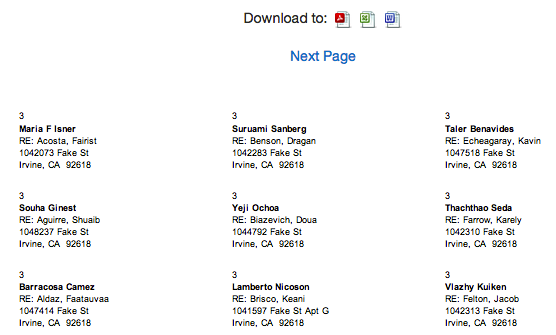 Download to:
Next Page
3
Maria F Isner
RE: Acosta, Fairist
1042073 Fake St
Irvine, CA  92618
3
Suruami Sanberg
RE: Benson, Dragan
1042283 Fake St
Irvine, CA  92618
3
Taler Benavides
RE: Echeagaray, Kavin
1047518 Fake St
Irvine, CA  92618
3
Souha Ginest
RE: Aguirre, Shuaib
1048237 Fake St
Irvine, CA  92618
3
Yeji Ochoa
RE: Biazevich, Doua
1044792 Fake St
Irvine, CA  92618
3
Thachthao Seda
RE: Farrow, Karely
1042310 Fake St
Irvine, CA  92618
3
Barracosa Camez
RE: Aldaz, Faatauvaa
1047414 Fake St
Irvine, CA  92618
3
Lamberto Nicoson
RE: Brisco, Keani
1041597 Fake St Apt G
Irvine, CA  92618
3
Vlazhy Kuiken
RE: Felton, Jacob
1042313 Fake St
Irvine, CA  92618